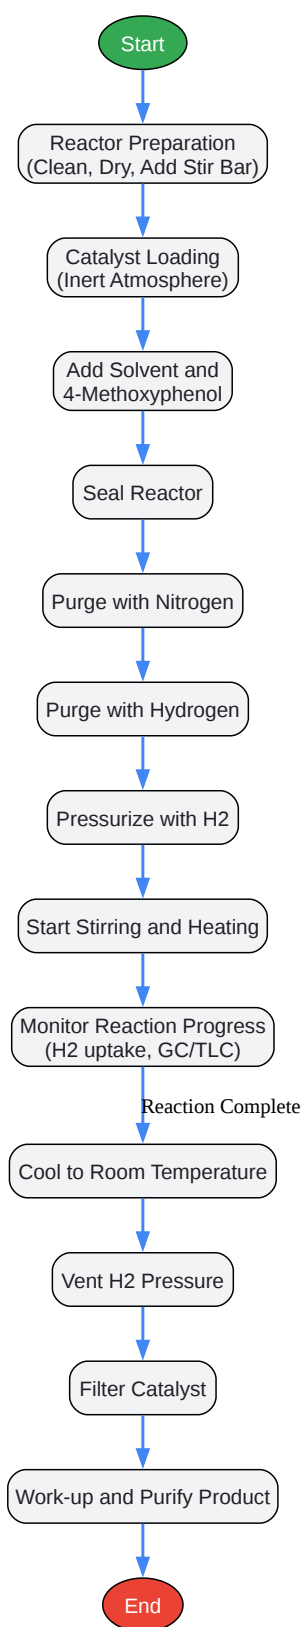 Start
Reactor Preparation
(Clean, Dry, Add Stir Bar)
Catalyst Loading
(Inert Atmosphere)
Add Solvent and
4-Methoxyphenol
Seal Reactor
Purge with Nitrogen
Purge with Hydrogen
Pressurize with H2
Start Stirring and Heating
Monitor Reaction Progress
(H2 uptake, GC/TLC)
Reaction Complete
Cool to Room Temperature
Vent H2 Pressure
Filter Catalyst
Work-up and Purify Product
End